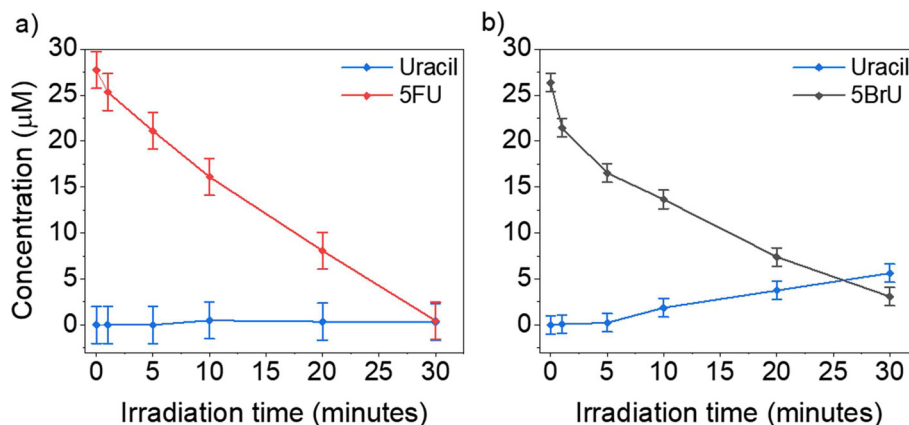 a)
Concentration (μM)
30
25
20
15
10
5
0
Uracil
5FU
0 5 10 15 20 25 30
Irradiation time (minutes)
b)
30
25
20
15
10
5
0
Uracil
5BrU
0 5 10 15 20 25 30
Irradiation time (minutes)